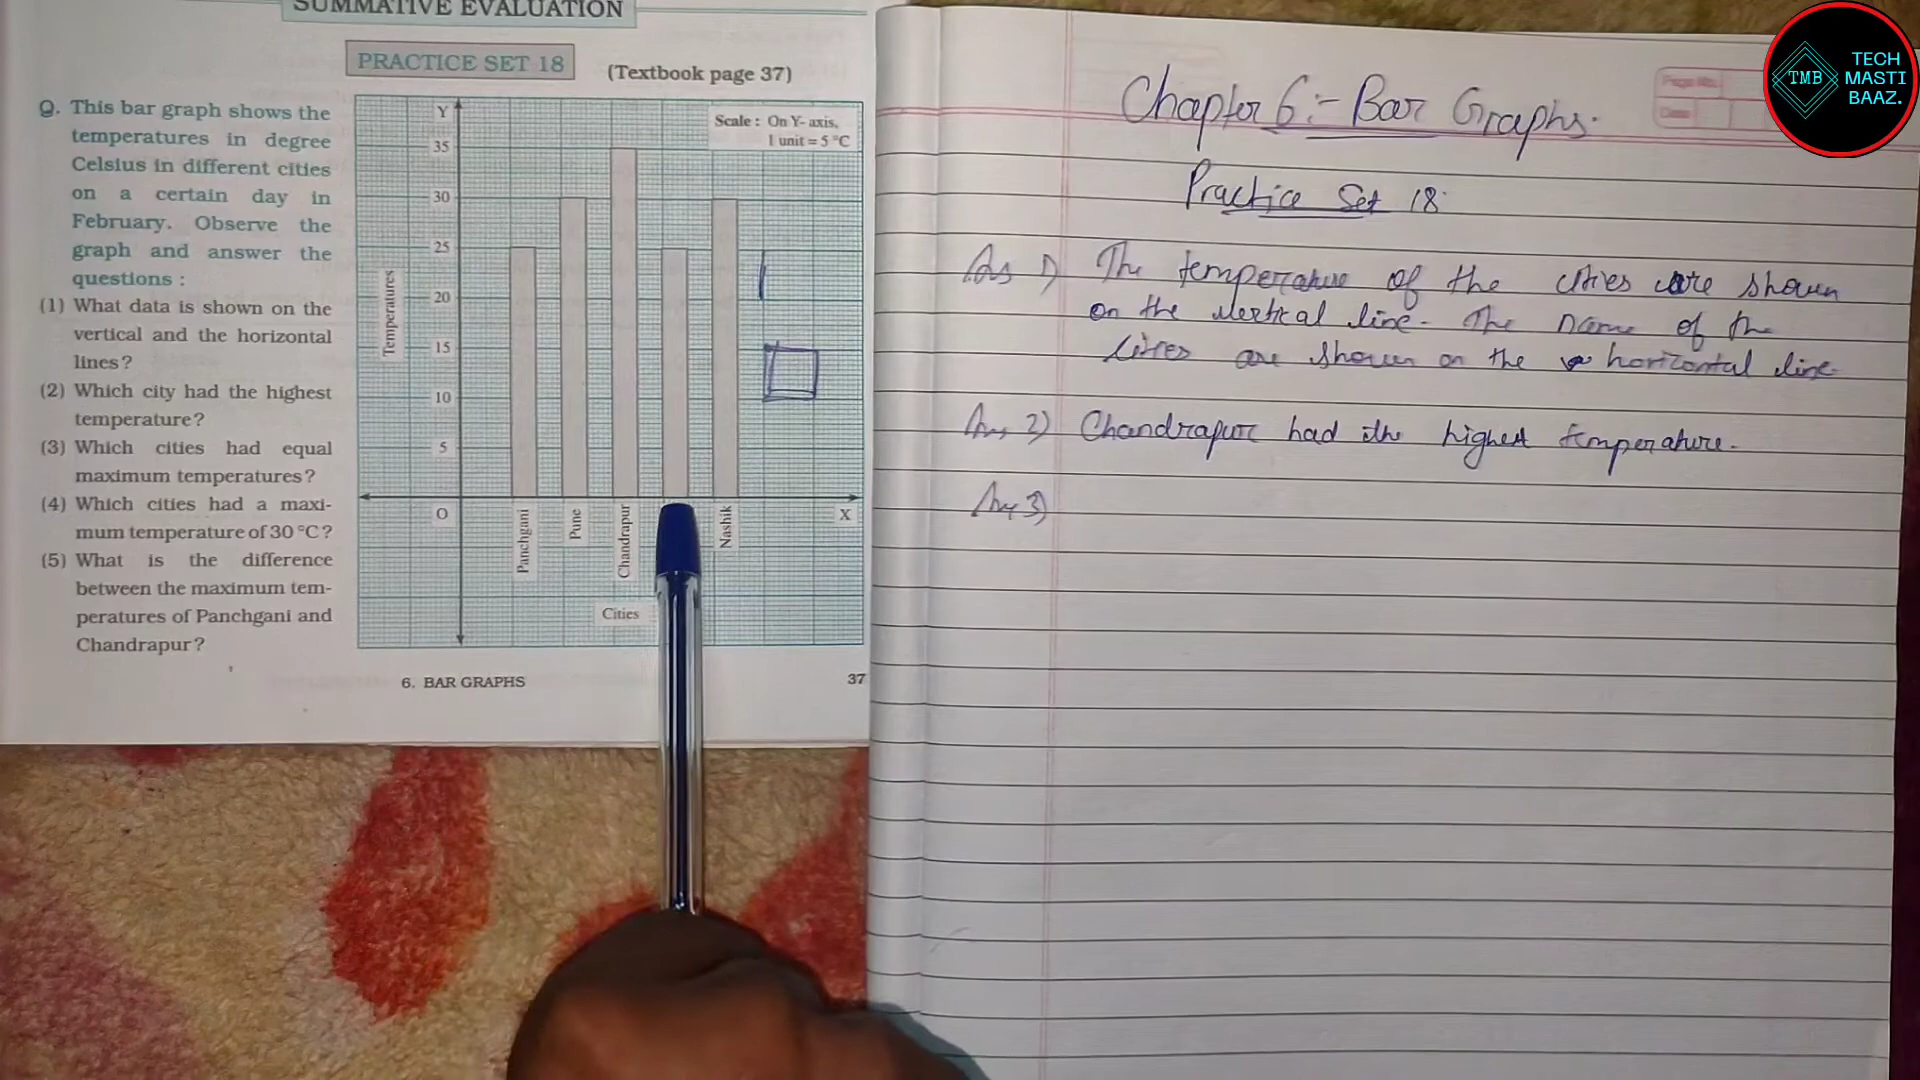 SUMMATIVE EVALUATION
PRACTICE SET 18
(Textbook page 37)
Q. This bar graph shows the
temperatures in degree
Celsius in different cities
on a certain day in
February. Observe the
graph and answer the
questions :
(1) What data is shown on the
vertical and the horizontal
lines?
(2) Which city had the highest
temperature?
(3) Which cities had equal
maximum temperatures?
(4) Which cities had a maxi-
mum temperature of 30 °C?
(5) What is the difference
between the maximum tem-
peratures of Panchgani and
Chandrapur?
Y
Scale : On Y- axis,
1 unit = 5 °C
35
30
25
20
15
10
5
O
X
Temperatures
Panchgani
Pune
Chandrapur
Nashik
Cities
6. BAR GRAPHS
37
Chapter 6:- Bar Graphs.
Practice Set 18.
Ans 1) The temperature of the cities are shown
on the vertical line. The name of the
cities are shown on the horizontal line.
Ans 2) Chandrapur had the highest temperature.
Ans 3)
TMB
TECH
MASTI
BAAZ.